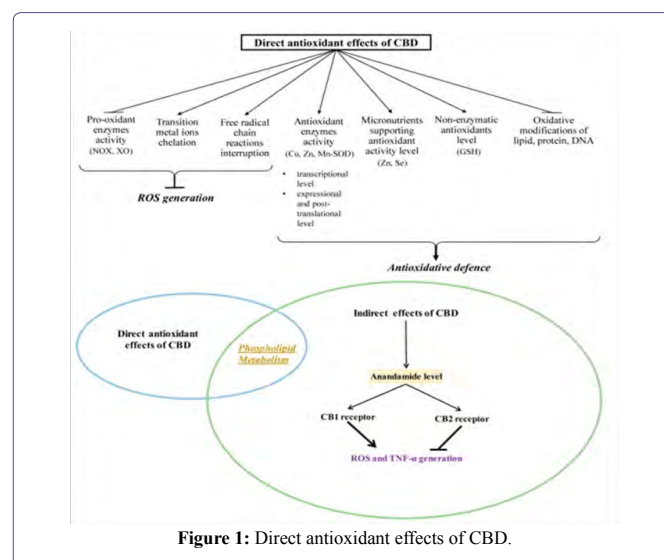 Direct antioxidant effects of CBD
Pro-oxidant
enzymes
activity
(NOX, XO)
Transition
metal ions
chelation
Free radical
chain
reactions
interruption
Antioxidant
enzymes
activity
(Cu, Zn, Mn-SOD)
• transcriptional
level
• expressional
and post-
translational
level
Micronutrients
supporting
antioxidant
activity level
(Zn, Se)
Non-enzymatic
antioxidants
level
(GSH)
Oxidative
modifications of
lipid, protein, DNA
ROS generation
Antioxidative defence
Direct antioxidant
effects of CBD
Phospholipid
Metabolism
Indirect effects of CBD
Anandamide level
CB1 receptor
CB2 receptor
ROS and TNF-α generation
Figure 1: Direct antioxidant effects of CBD.